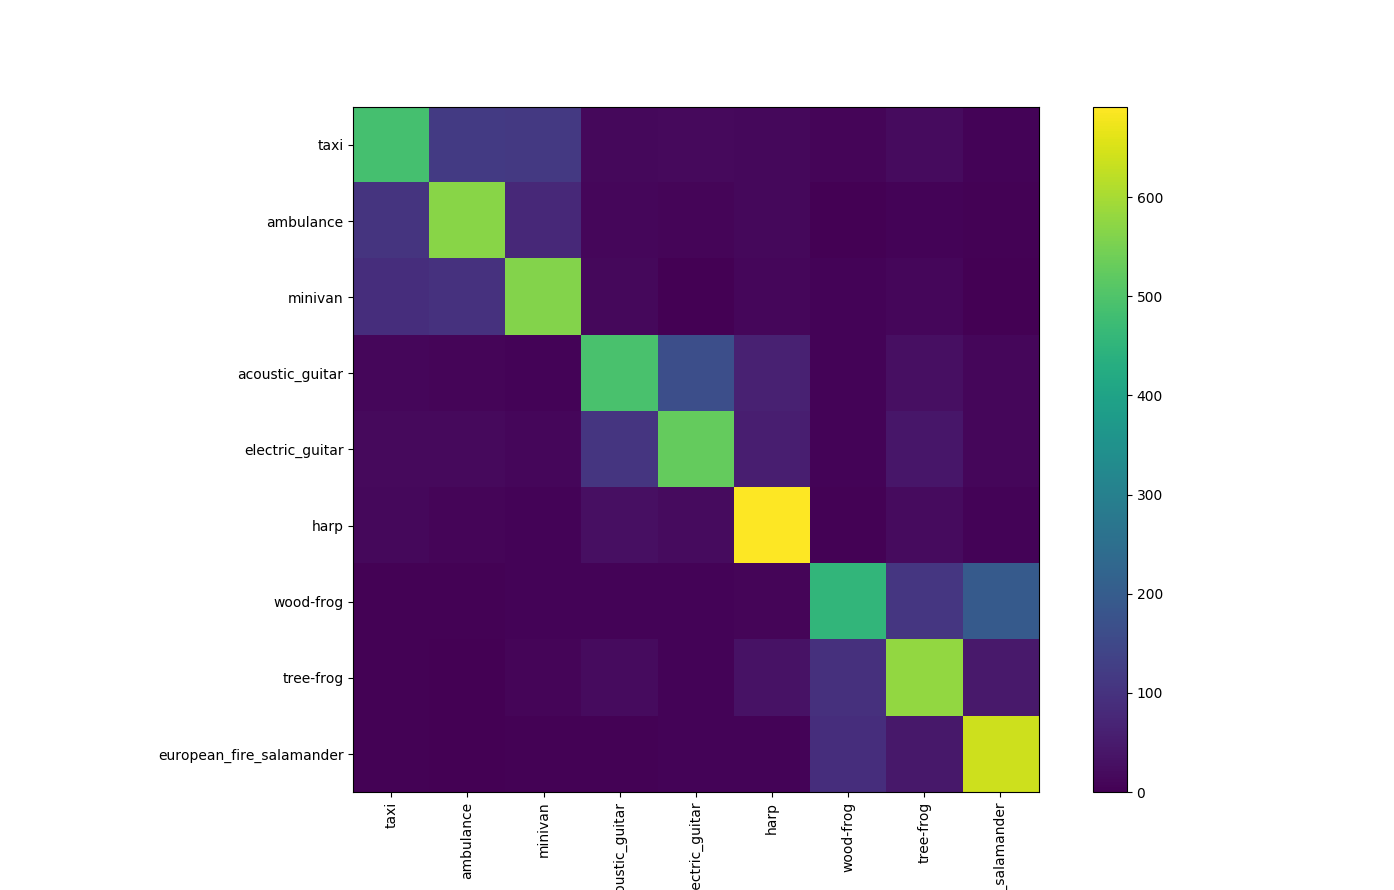 taxi
ambulance
minivan
acoustic_guitar
electric_guitar
harp
wood-frog
tree-frog
european_fire_salamander
taxi
ambulance
minivan
oustic_guitar
ectric_guitar
harp
wood-frog
tree-frog
_salamander
600
500
400
300
200
100
0